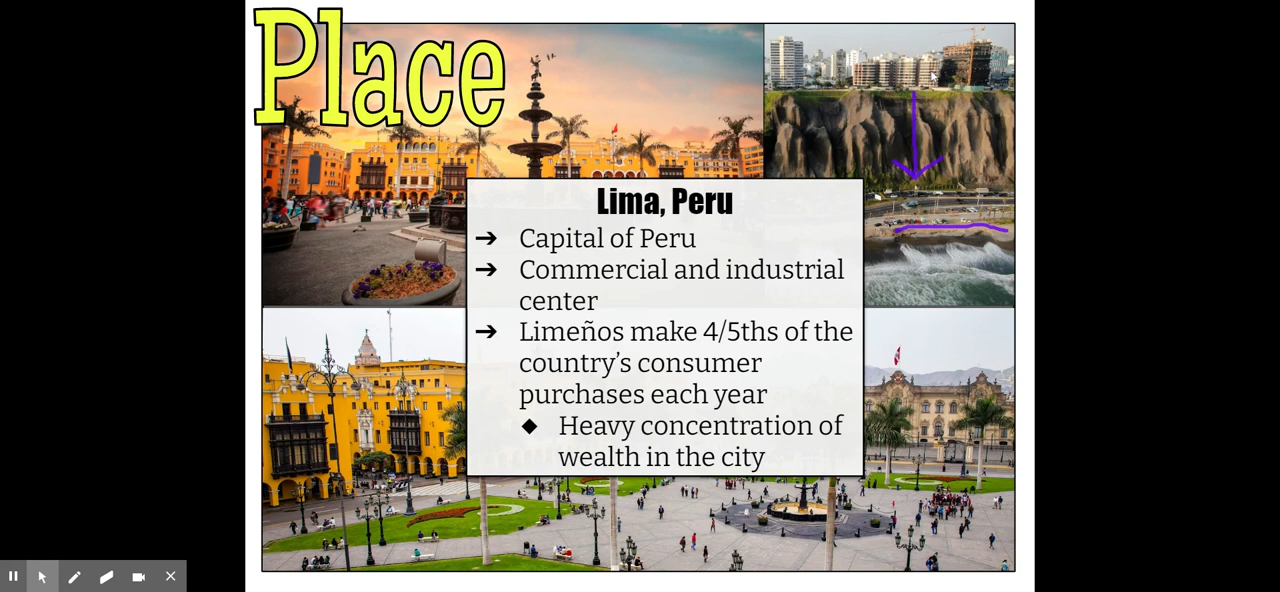 Place
Lima, Peru
➔ Capital of Peru
➔ Commercial and industrial
center
➔ Limeños make 4/5ths of the
country’s consumer
purchases each year
◆ Heavy concentration of
wealth in the city